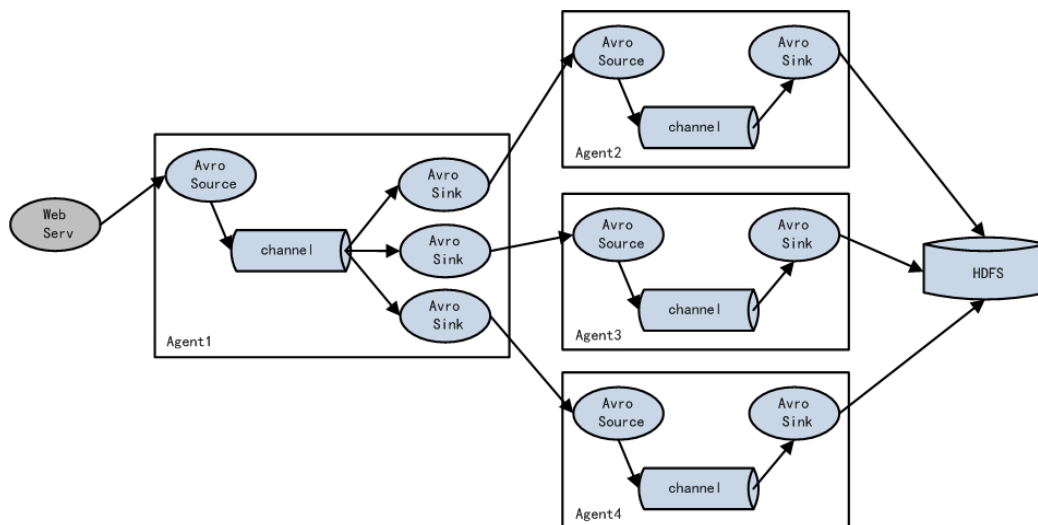 Web
Serv
Avro
Source
channel
Avro
Sink
Avro
Sink
Avro
Sink
Agent1
Avro
Source
channel
Avro
Sink
Agent2
Avro
Source
channel
Avro
Sink
Agent3
Avro
Source
channel
Avro
Sink
Agent4
HDFS